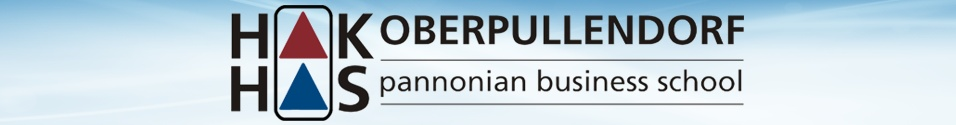 HAK OBERPULLENDORF
HAS pannonian business school